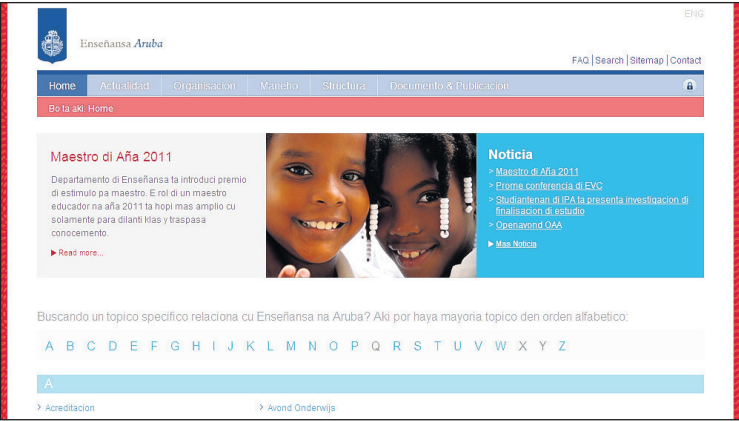 ENG
Enseñansa Aruba
FAQ | Search | Sitemap | Contact
Home Actualidad Organisacion Maneho Structura Documento & Publicacion
Bo ta aki: Home
Maestro di Aña 2011
Departamento di Enseñansa ta introduci premio
di estimulo pa maestro. E rol di un maestro
educador na aña 2011 ta hopi mas amplio cu
solamente para dilanti klas y traspasa
conocemento.
Read more...
Noticia
> Maestro di Aña 2011
> Prome conferencia di EVC
> Studiantenan di IPA ta presenta investigacion di
finalisacion di estudio
> Openavond OAA
Mas Noticia
Buscando un topico specifico relaciona cu Enseñansa na Aruba? Aki por haya mayoria topico den orden alfabetico:
A B C D E F G H I J K L M N O P Q R S T U V W X Y Z
A
> Acreditacion
> Avond Onderwijs